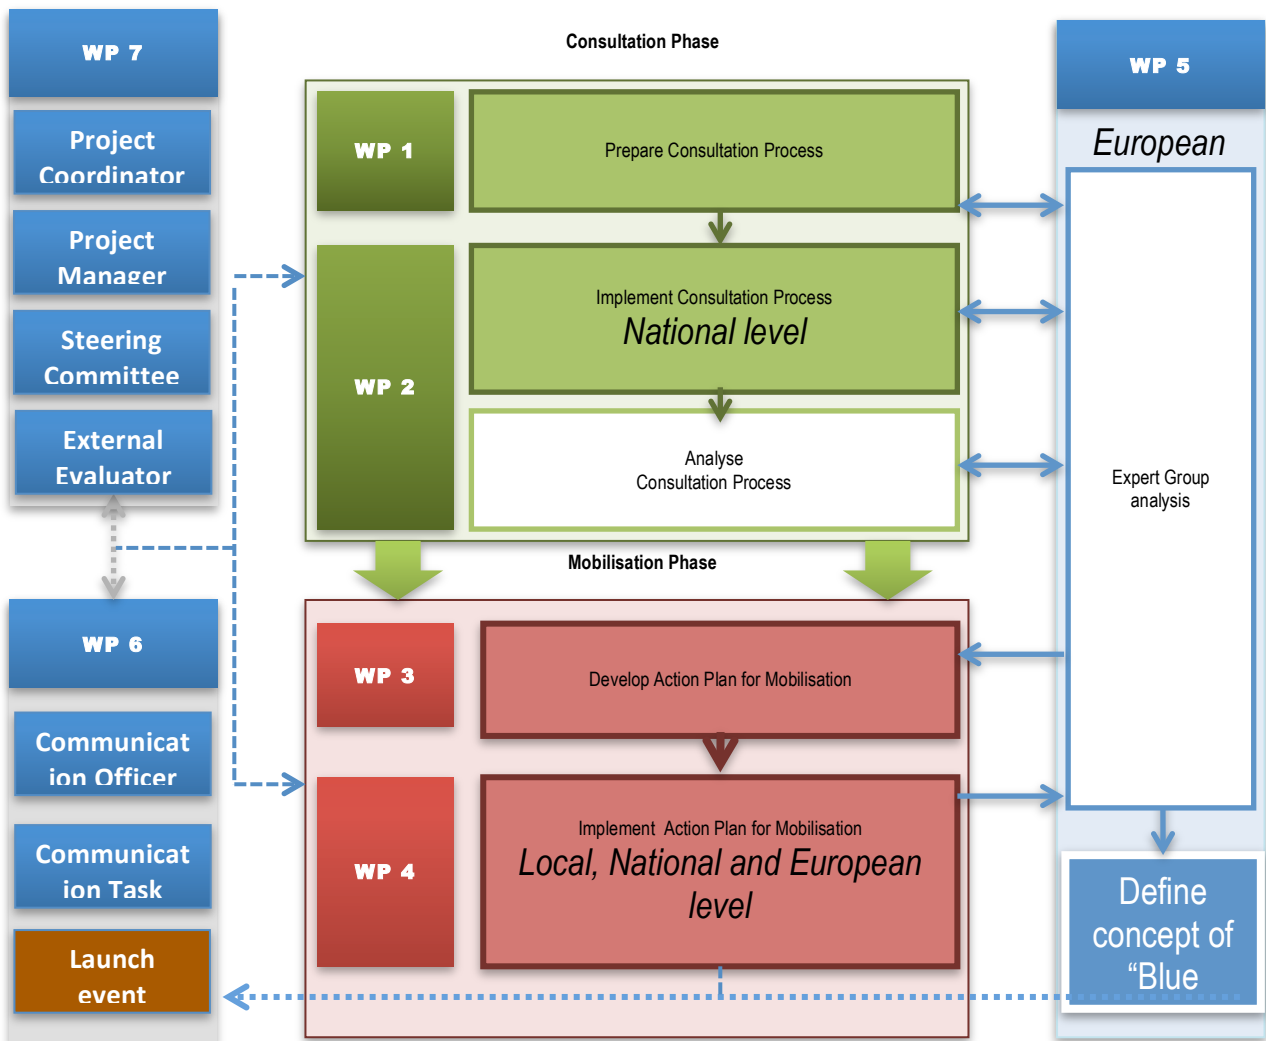 WP 7
Project
Coordinator
Project
Manager
Steering
Committee
External
Evaluator
WP 6
Communicat
ion Officer
Communicat
ion Task
Launch
event
Consultation Phase
WP 1
Prepare Consultation Process
WP 2
Implement Consultation Process
National level
Analyse
Consultation Process
Mobilisation Phase
WP 3
Develop Action Plan for Mobilisation
WP 4
Implement Action Plan for Mobilisation
Local, National and European
level
WP 5
European
Expert Group
analysis
Define
concept of
“Blue